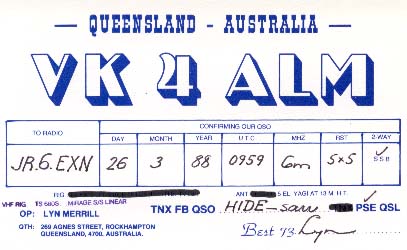 QUEENSLAND - AUSTRALIA
VK 4 ALM
CONFIRMING OUR QSO
TO RADIO DAY MONTH YEAR UTC MHZ RST 2-WAY
JR.6.EXN 26 3 88 0959 6m 5x5 SSB
RIG ANT 5 EL YAGI AT 13 M H.T.
VHF RIG TS 680S MIRAGE S/S LINEAR
OP: LYN MERRILL TNX FB QSO HIDE-san PSE QSL
QTH: 269 AGNES STREET, ROCKHAMPTON
QUEENSLAND, 4700, AUSTRALIA. Best 73. Lyn